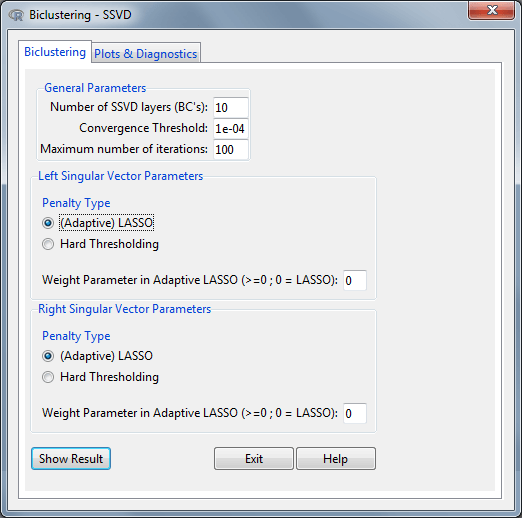 Biclustering - SSVD
Biclustering Plots & Diagnostics
General Parameters
Number of SSVD layers (BC's): 10
Convergence Threshold: 1e-04
Maximum number of iterations: 100
Left Singular Vector Parameters
Penalty Type
(Adaptive) LASSO
Hard Thresholding
Weight Parameter in Adaptive LASSO (>=0 ; 0 = LASSO): 0
Right Singular Vector Parameters
Penalty Type
(Adaptive) LASSO
Hard Thresholding
Weight Parameter in Adaptive LASSO (>=0 ; 0 = LASSO): 0
Show Result Exit Help